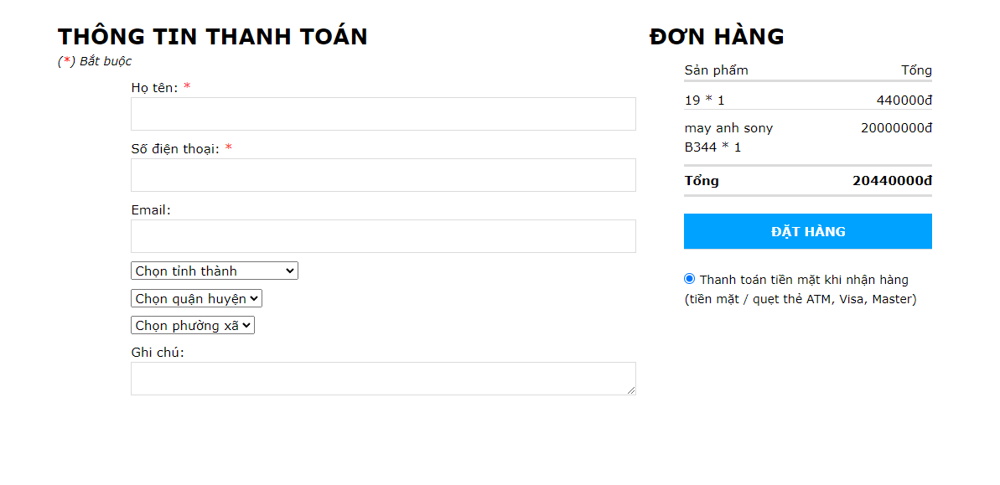 THÔNG TIN THANH TOÁN
(*) Bắt buộc
Họ tên: *
Số điện thoại: *
Email:
Chọn tỉnh thành
Chọn quận huyện
Chọn phường xã
Ghi chú:
ĐƠN HÀNG
Sản phẩm Tổng
19 * 1 440000đ
may anh sony 20000000đ
B344 * 1
Tổng 20440000đ
ĐẶT HÀNG
Thanh toán tiền mặt khi nhận hàng
(tiền mặt / quẹt thẻ ATM, Visa, Master)